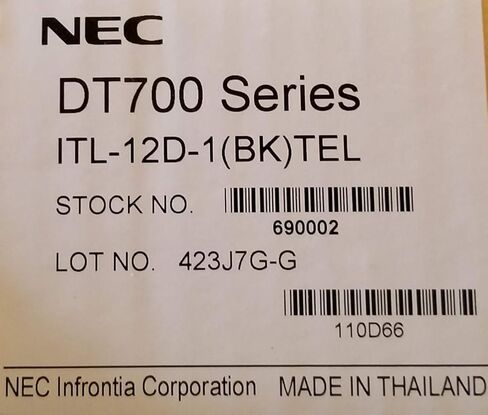 NEC
DT700 Series
ITL-12D-1(BK)TEL
STOCK NO.
690002
LOT NO. 423J7G-G
110D66
NEC Infrontia Corporation MADE IN THAILAND